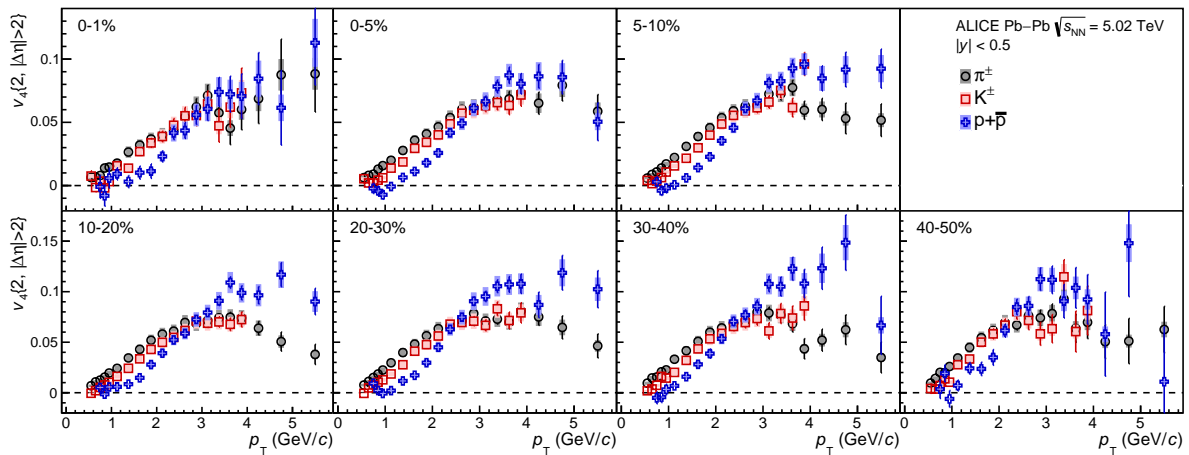 0-1%
0-5%
5-10%
ALICE Pb−Pb √sNN = 5.02 TeV
|y| < 0.5
π±
K±
p+p̅
v4{2, |Δη|>2}
0.1
0.05
0
10-20%
20-30%
30-40%
40-50%
v4{2, |Δη|>2}
0.15
0.1
0.05
0
0 1 2 3 4 5
0 1 2 3 4 5
0 1 2 3 4 5
0 1 2 3 4 5
pT (GeV/c)
pT (GeV/c)
pT (GeV/c)
pT (GeV/c)